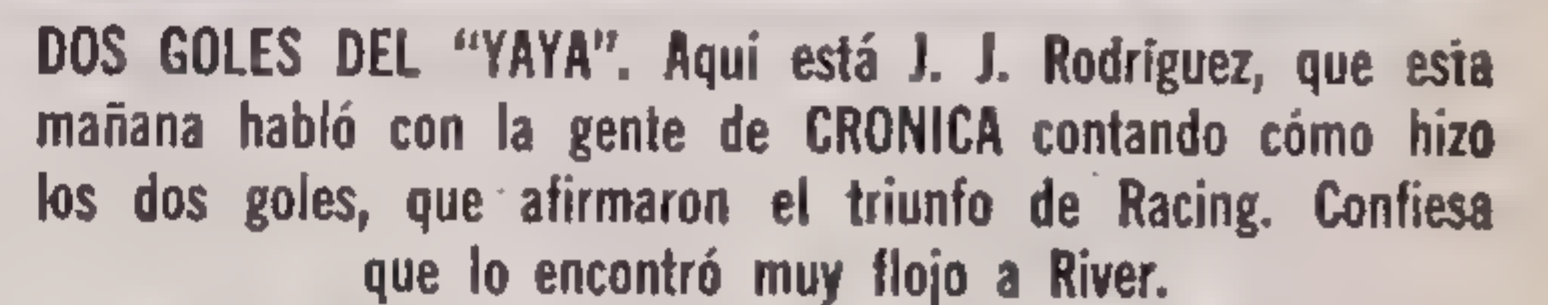 DOS GOLES DEL “YAYA”. Aquí está J. J. Rodríguez, que esta
mañana habló con la gente de CRONICA contando cómo hizo
los dos goles, que afirmaron el triunfo de Racing. Confiesa
que lo encontró muy flojo a River.